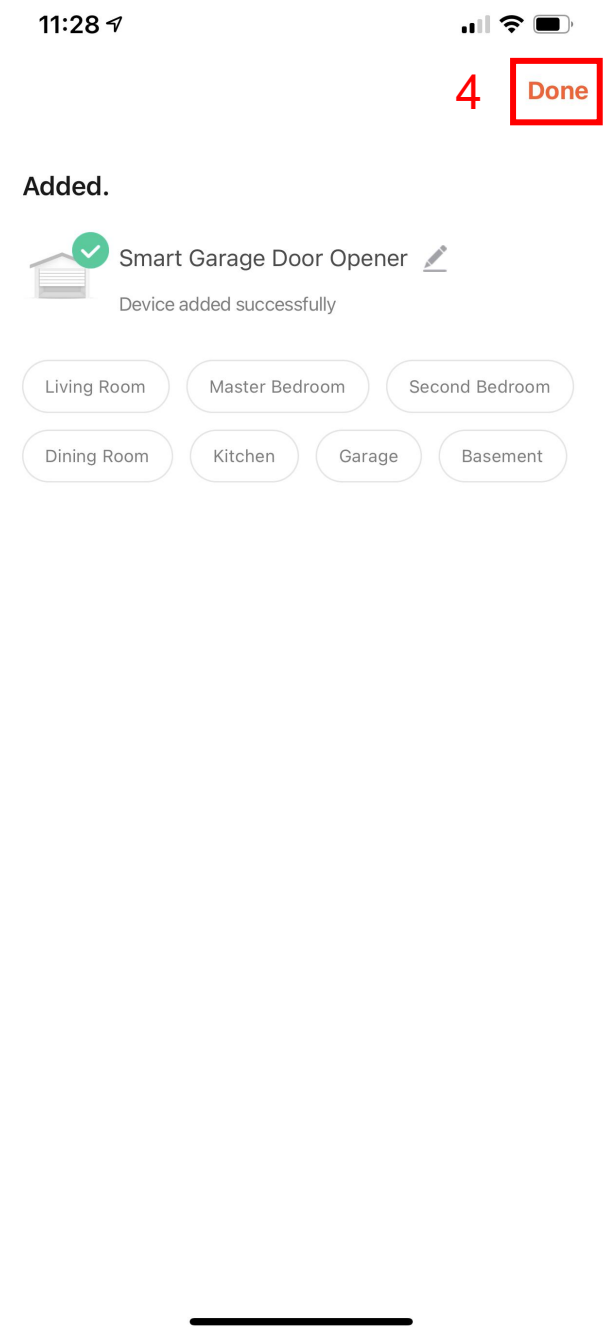 11:28
4 Done
Added.
Smart Garage Door Opener
Device added successfully
Living Room Master Bedroom Second Bedroom
Dining Room Kitchen Garage Basement